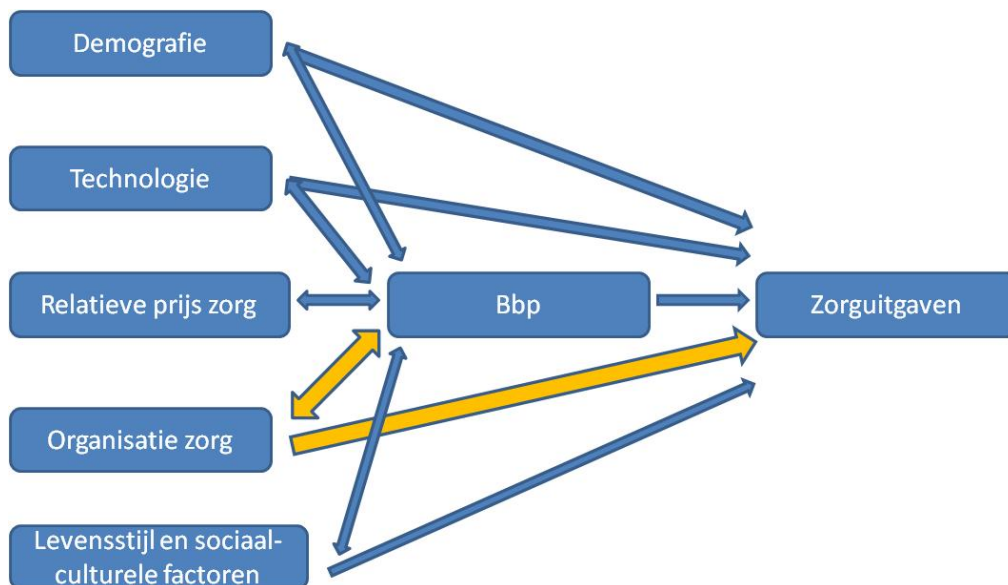 Demografie
Technologie
Relatieve prijs zorg
Bbp
Zorguitgaven
Organisatie zorg
Levensstijl en sociaal-
culturele factoren